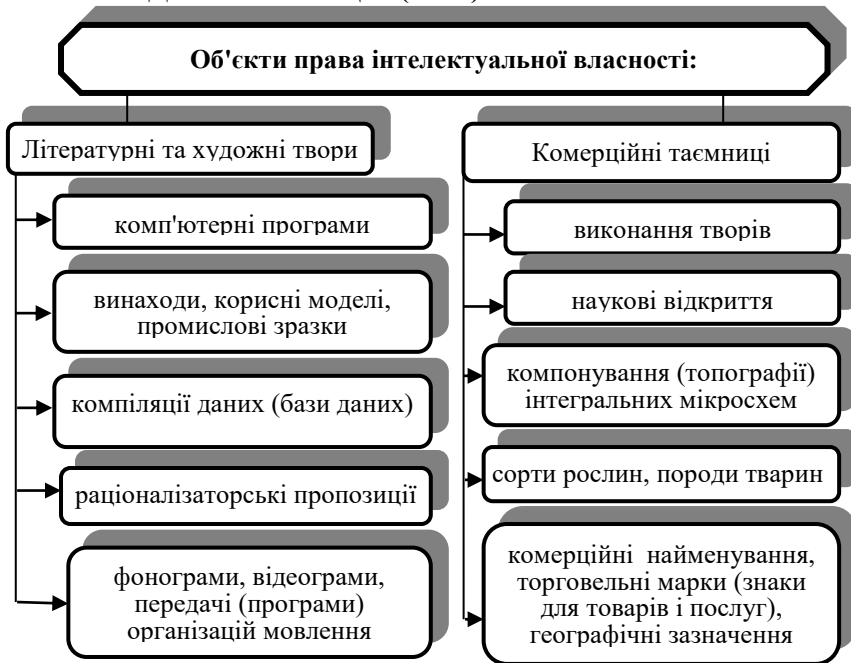 Об'єкти права інтелектуальної власності:
Літературні та художні твори
комп'ютерні програми
винаходи, корисні моделі,
промислові зразки
компіляції даних (бази даних)
раціоналізаторські пропозиції
фонограми, відеограми,
передачі (програми)
організацій мовлення
Комерційні таємниці
виконання творів
наукові відкриття
компонування (топографії)
інтегральних мікросхем
сорти рослин, породи тварин
комерційні найменування,
торговельні марки (знаки
для товарів і послуг),
географічні зазначення